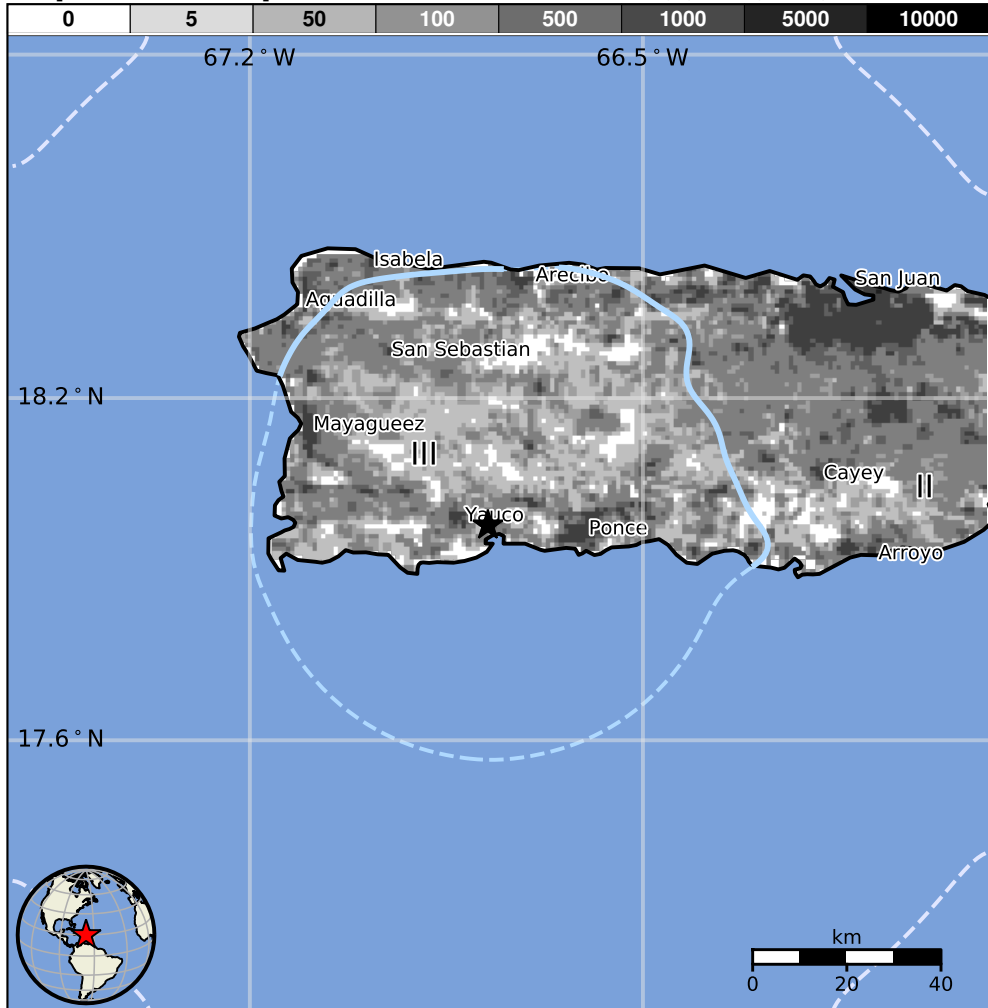 0 5 50 100 500 1000 5000 10000
67.2°W 66.5°W
Isabela
Arecibo
San Juan
Aguadilla
San Sebastian
18.2°N
Mayagueez
III
Cayey
II
Yauco
Ponce
Arroyo
17.6°N
km
0 20 40